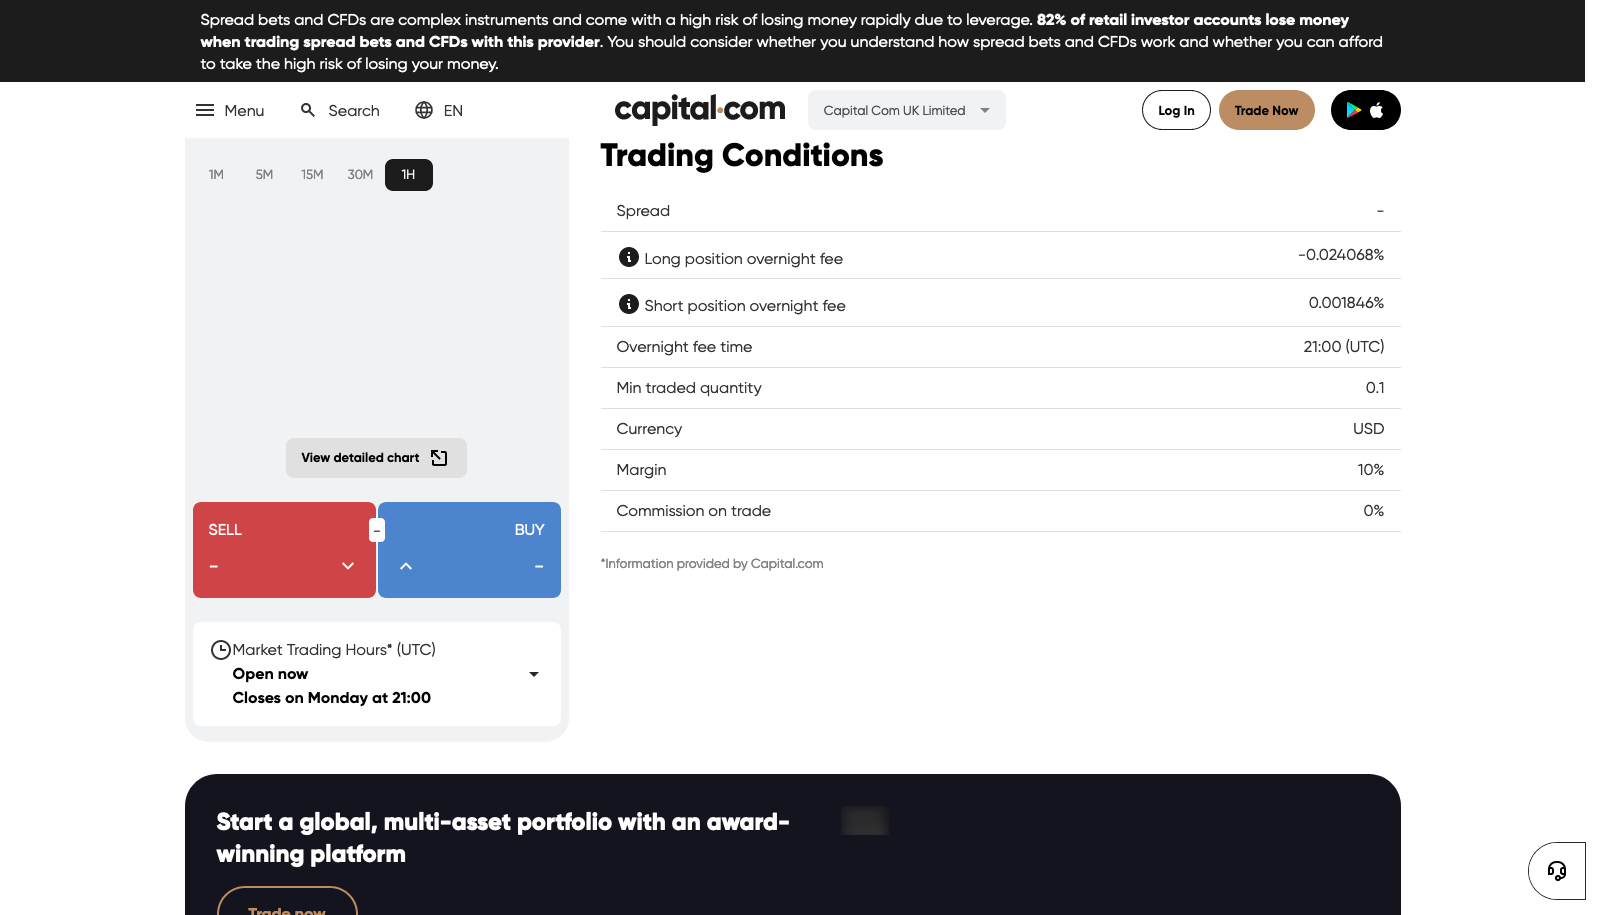 Spread bets and CFDs are complex instruments and come with a high risk of losing money rapidly due to leverage. 82% of retail investor accounts lose money
when trading spread bets and CFDs with this provider. You should consider whether you understand how spread bets and CFDs work and whether you can afford
to take the high risk of losing your money.
Menu Search EN capital.com Capital Com UK Limited Log In Trade Now
1M 5M 15M 30M 1H
View detailed chart
SELL - BUY
- -
Market Trading Hours* (UTC)
Open now
Closes on Monday at 21:00
Trading Conditions
Spread -
Long position overnight fee -0.024068%
Short position overnight fee 0.001846%
Overnight fee time 21:00 (UTC)
Min traded quantity 0.1
Currency USD
Margin 10%
Commission on trade 0%
*Information provided by Capital.com
Start a global, multi-asset portfolio with an award-
winning platform
Trade now